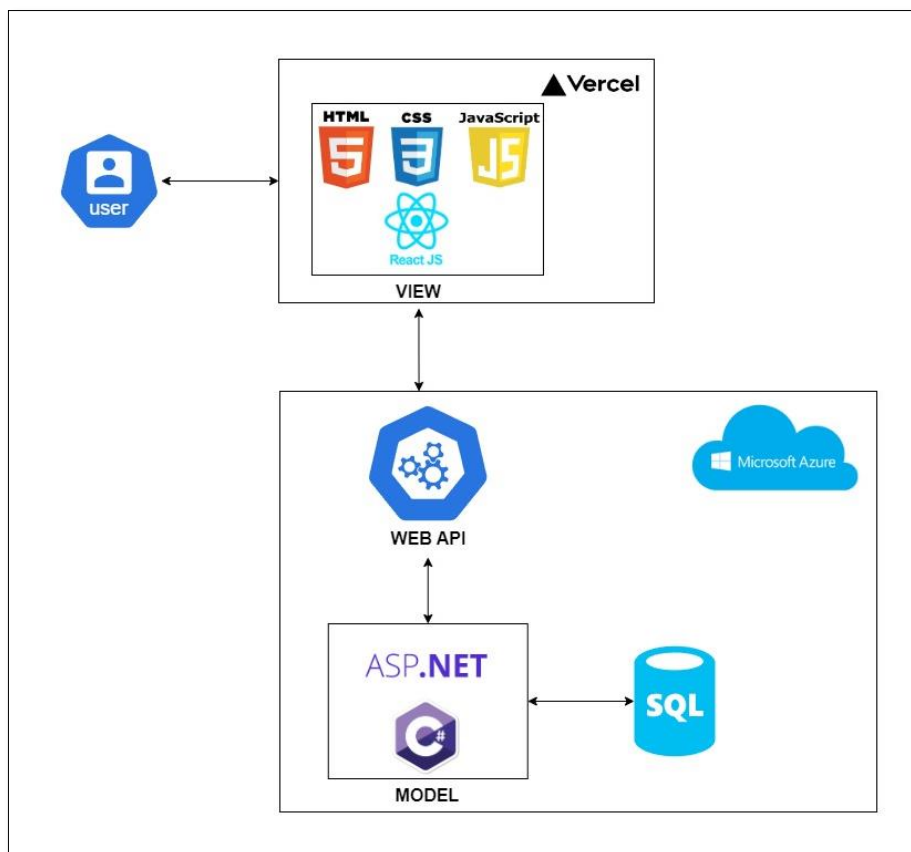 Vercel
HTML CSS JavaScript
5 3 JS
user
React JS
VIEW
Microsoft Azure
WEB API
ASP.NET
C#
SQL
MODEL